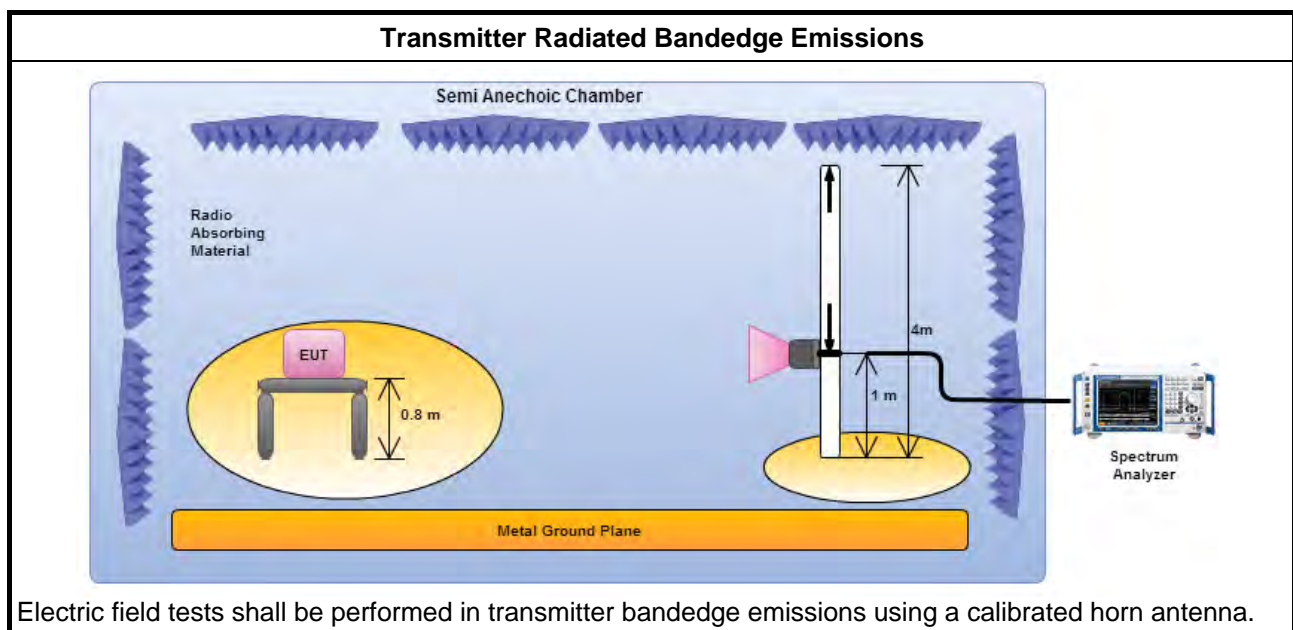 Transmitter Radiated Bandedge Emissions
Semi Anechoic Chamber
Radio
Absorbing
Material
EUT
0.8 m
4m
1 m
Spectrum
Analyzer
Metal Ground Plane
Electric field tests shall be performed in transmitter bandedge emissions using a calibrated horn antenna.